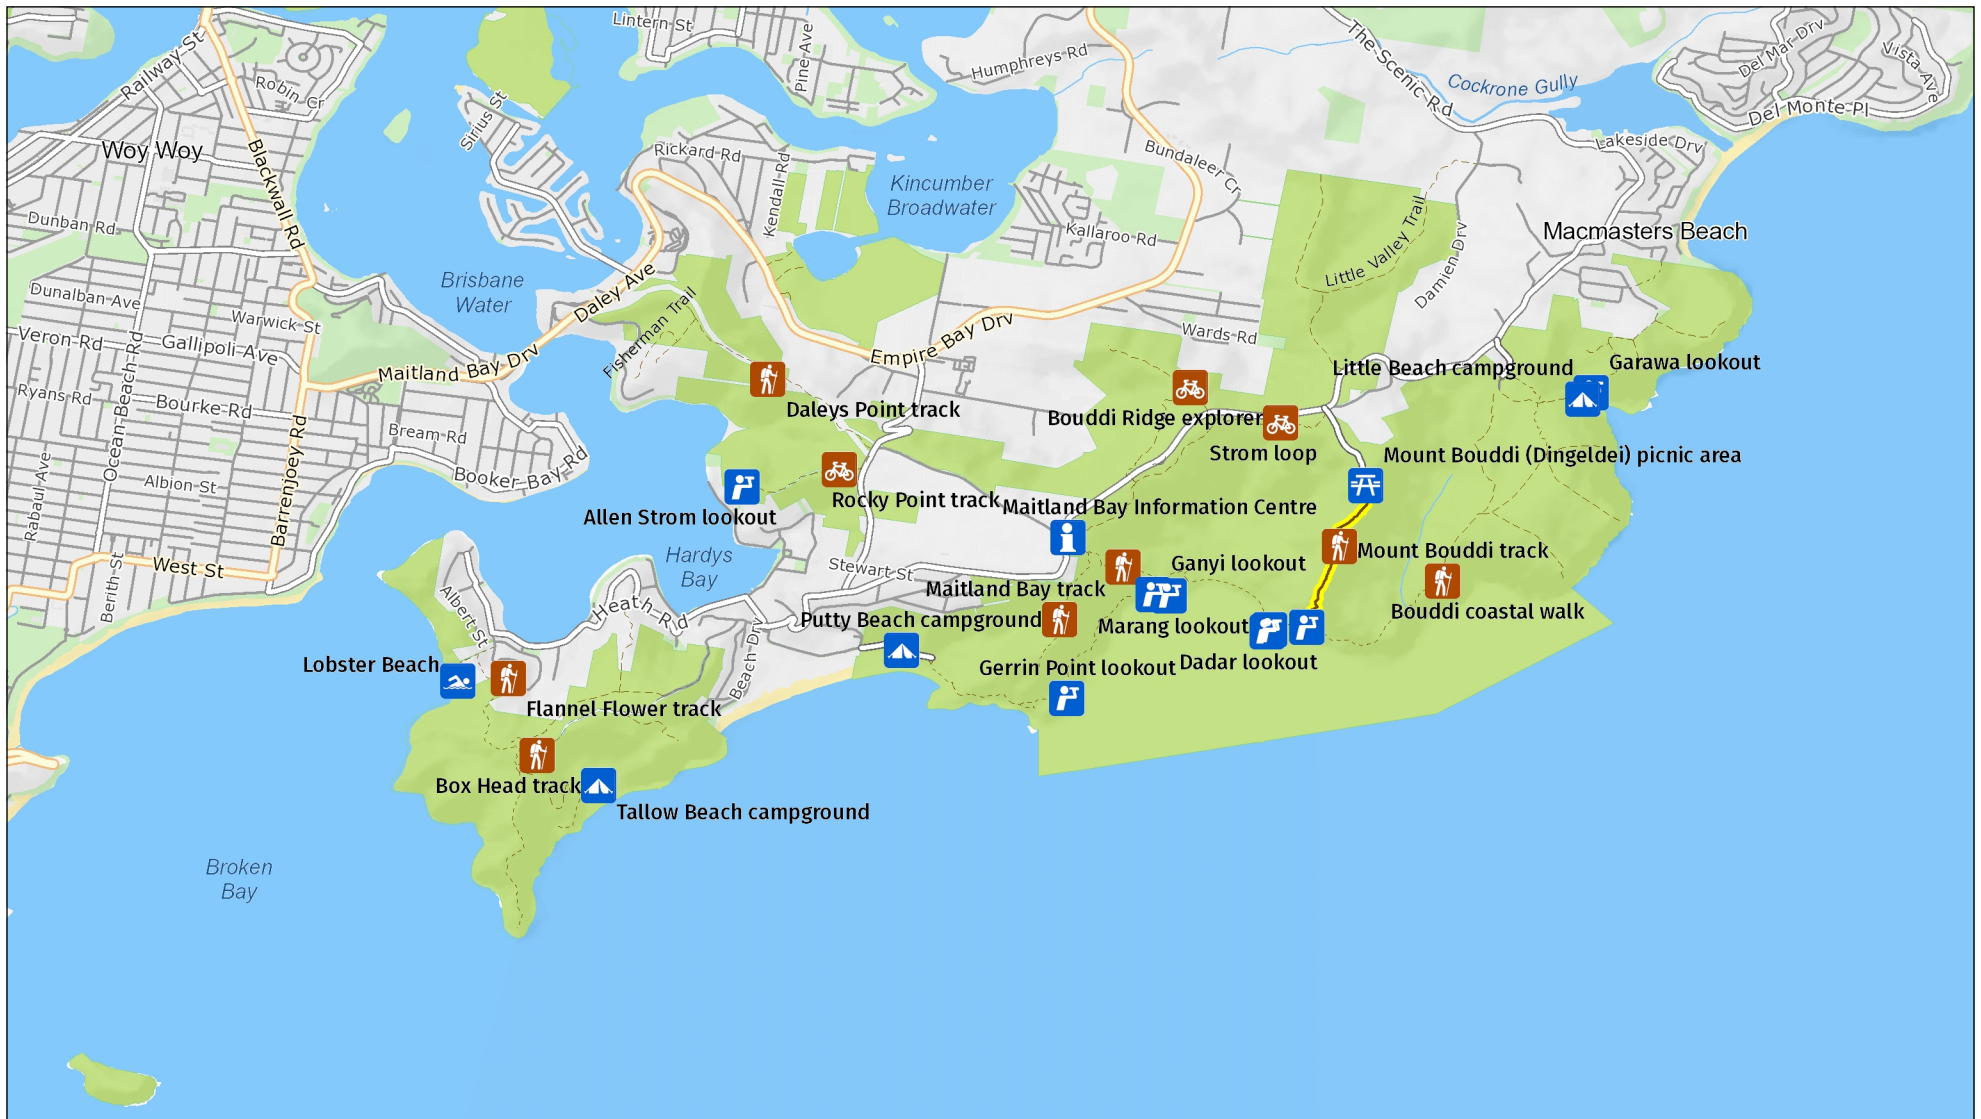 Lintern St
Pine Ave
Humphreys Rd
The Scenic Rd
Cockrone Gully
Del Mar Drv
Vista Ave
Del Monte Pl
Lakeside Drv
Railway St
Robin Cr
Sirius St
Woy Woy
Blackwall Rd
Rickard Rd
Kendall Rd
Kincumber
Broadwater
Bundaleer Cr
Kallaroo Rd
Little Valley Trail
Damien Drv
Macmasters Beach
Dunban Rd
Dunalban Ave
Brisbane
Water
Daley Ave
Fisherman Trail
Warwick St
Veron Rd
Gallipoli Ave
Ocean Beach Rd
Maitland Bay Drv
Empire Bay Drv
Wards Rd
Little Beach campground
Garawa lookout
Ryans Rd
Bourke Rd
Bream Rd
Barrenjoey Rd
Daleys Point track
Bouddi Ridge explorer
Strom loop
Mount Bouddi (Dingeldei) picnic area
Rabaul Ave
Albion St
Booker Bay Rd
Allen Strom lookout
Rocky Point track
Maitland Bay Information Centre
Hardys
Bay
Stewart St
Ganyi lookout
Mount Bouddi track
West St
Berith St
Albert St
Heath Rd
Maitland Bay track
Putty Beach campground
Marang lookout
Bouddi coastal walk
Beach Drv
Lobster Beach
Gerrin Point lookout
Dadar lookout
Flannel Flower track
Box Head track
Tallow Beach campground
Broken
Bay